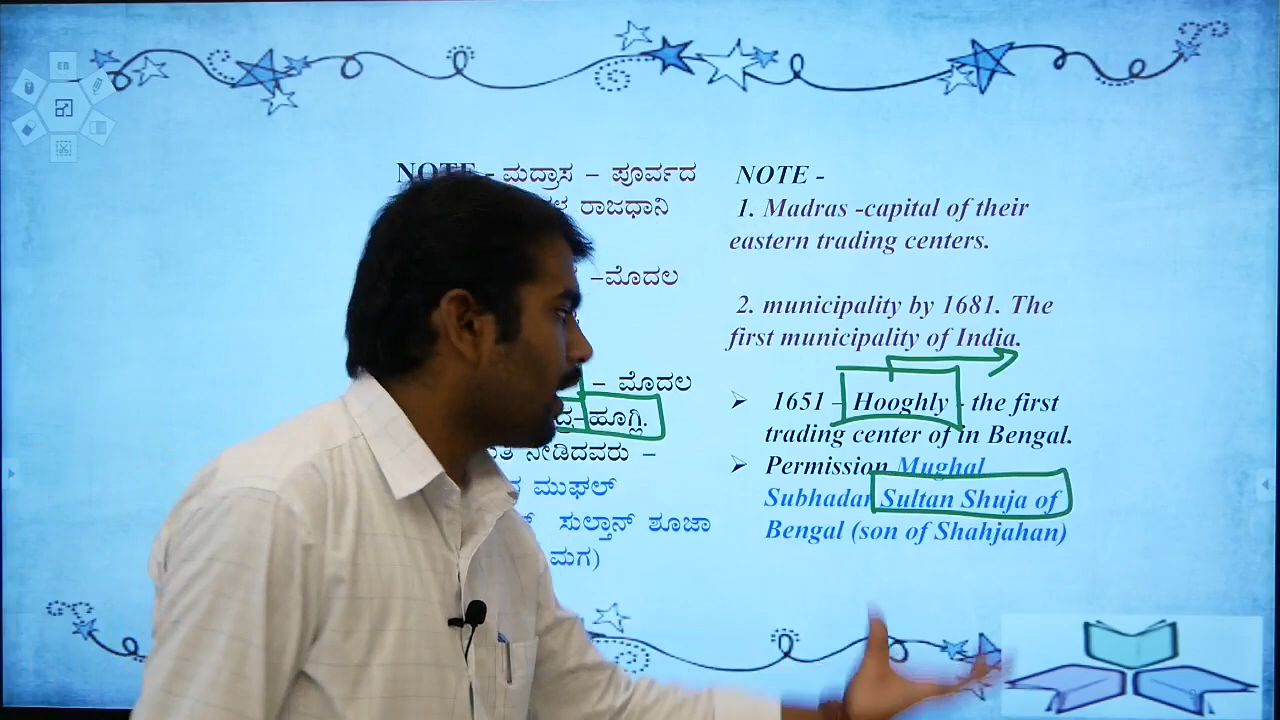 EN
NOTE - ಮದ್ರಾಸ – ಪೂರ್ವದ
ರಾಜಧಾನಿ
–ಮೊದಲ
– ಮೊದಲ
ಹೂಗ್ಲಿ.
ನೀಡಿದವರು –
ಮುಘಲ್
ಸುಲ್ತಾನ್ ಶೂಜಾ
ಮಗ)
NOTE -
1. Madras -capital of their
eastern trading centers.
2. municipality by 1681. The
first municipality of India.
➢ 1651 – Hooghly - the first
trading center of in Bengal.
➢ Permission Mughal
Subhadar Sultan Shuja of
Bengal (son of Shahjahan)